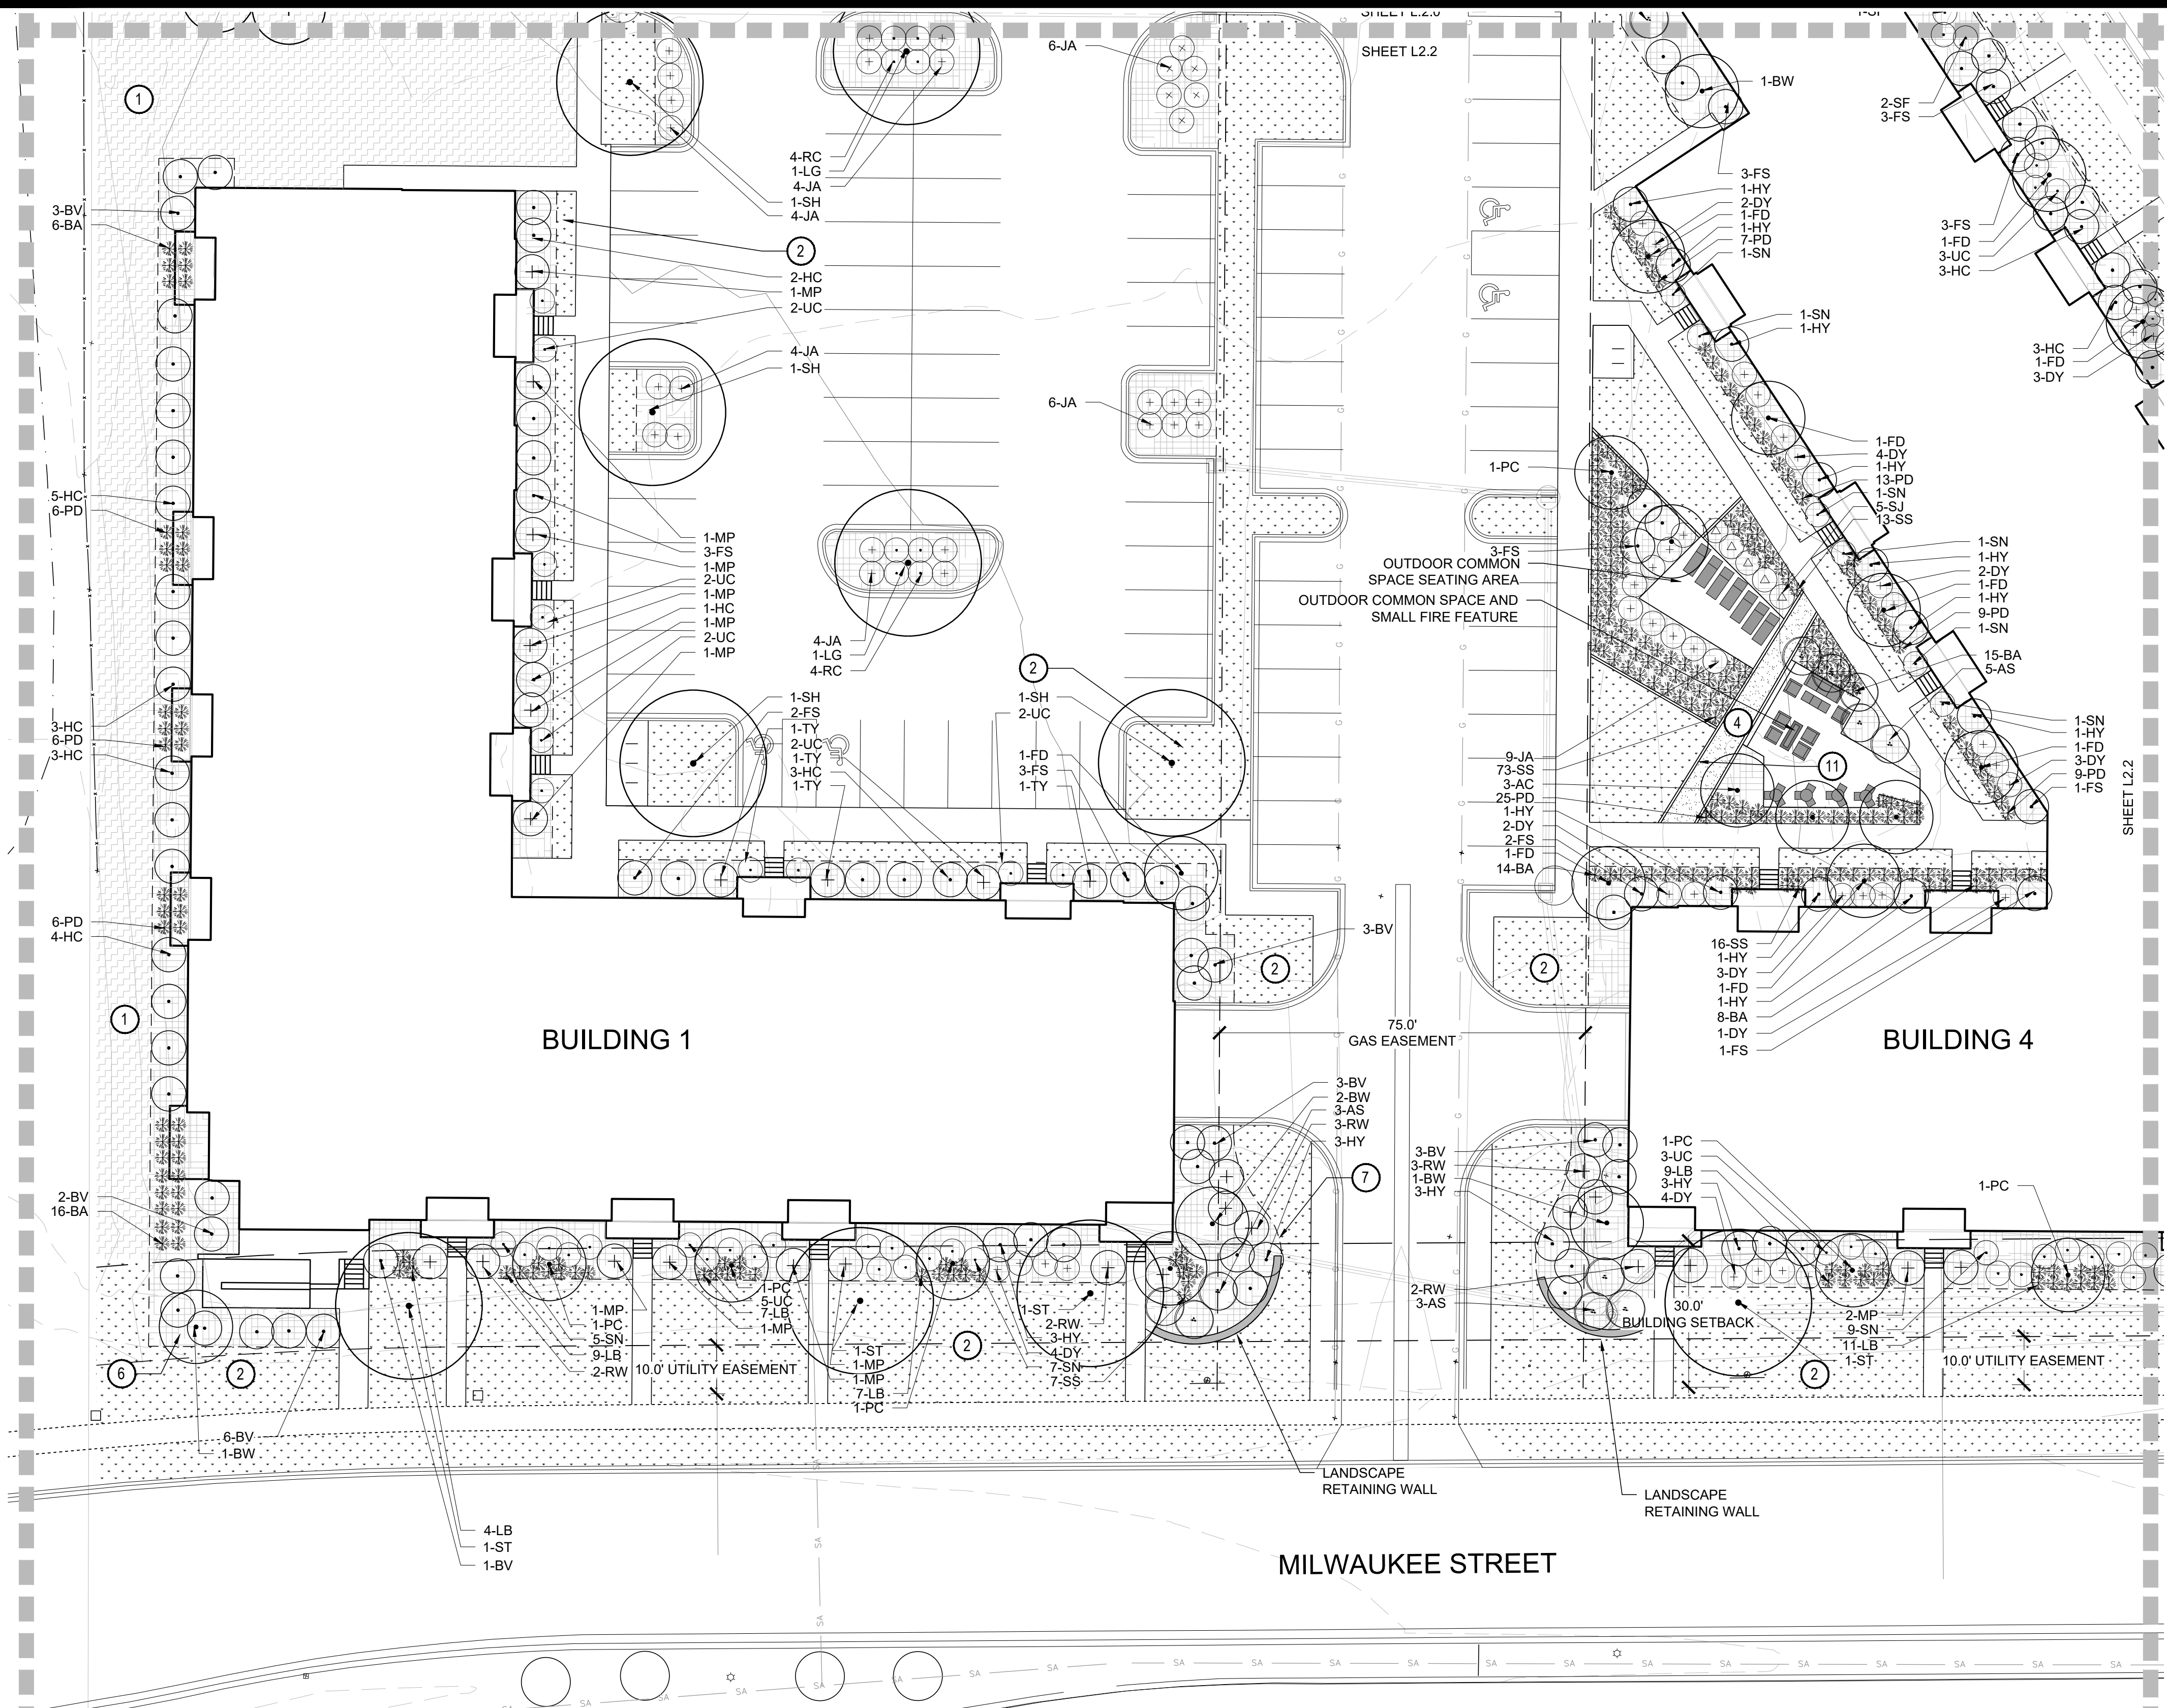 SHEET L2.2
6-JA
1
1-BW
2-SF
3-FS
4-RC
1-LG
4-JA
1-SH
4-JA
3-FS
1-HY
2-DY
1-FD
1-HY
7-PD
1-SN
3-BV
6-BA
2
3-FS
1-FD
3-UC
3-HC
2-HC
1-MP
2-UC
1-SN
1-HY
4-JA
1-SH
3-HC
1-FD
3-DY
6-JA
1-FD
4-DY
1-HY
13-PD
1-SN
5-SJ
13-SS
1-PC
5-HC
6-PD
1-MP
3-FS
1-MP
2-UC
1-MP
1-HC
1-MP
2-UC
1-MP
3-FS
OUTDOOR COMMON
SPACE SEATING AREA
OUTDOOR COMMON SPACE AND
SMALL FIRE FEATURE
1-SN
1-HY
2-DY
1-FD
1-HY
9-PD
1-SN
4-JA
1-LG
4-RC
2
15-BA
5-AS
3-HC
6-PD
3-HC
1-SH
2-FS
1-TY
2-UC
1-TY
3-HC
1-TY
1-SH
2-UC
1-FD
3-FS
1-TY
4
11
1-SN
1-HY
1-FD
3-DY
9-PD
1-FS
SHEET L2.2
9-JA
73-SS
3-AC
25-PD
1-HY
2-DY
2-FS
1-FD
14-BA
6-PD
4-HC
3-BV
2
2
16-SS
1-HY
3-DY
1-FD
1-HY
8-BA
1-DY
1-FS
1
BUILDING 1
75.0'
GAS EASEMENT
BUILDING 4
3-BV
2-BW
3-AS
3-RW
3-HY
7
3-BV
3-RW
1-BW
3-HY
1-PC
3-UC
9-LB
3-HY
4-DY
1-PC
2-BV
16-BA
2-RW
3-AS
30.0'
BUILDING SETBACK
1-MP
1-PC
5-SN
9-LB
2-RW
1-PC
5-UC
7-LB
1-MP
10.0' UTILITY EASEMENT
1-ST
1-MP
1-MP
7-LB
1-PC
2
1-ST
2-RW
3-HY
4-DY
7-SN
7-SS
2-MP
9-SN
11-LB
1-ST
2
10.0' UTILITY EASEMENT
6
2
6-BV
1-BW
LANDSCAPE
RETAINING WALL
LANDSCAPE
RETAINING WALL
4-LB
1-ST
1-BV
MILWAUKEE STREET